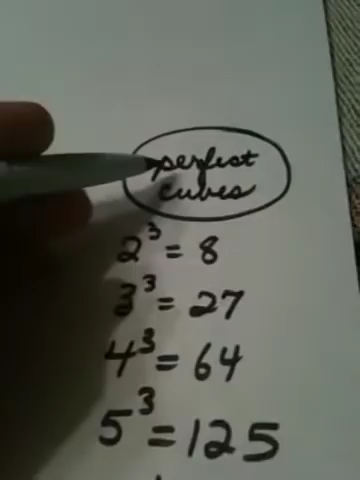 perfect
cubes
2³ = 8
3³ = 27
4³ = 64
5³ = 125